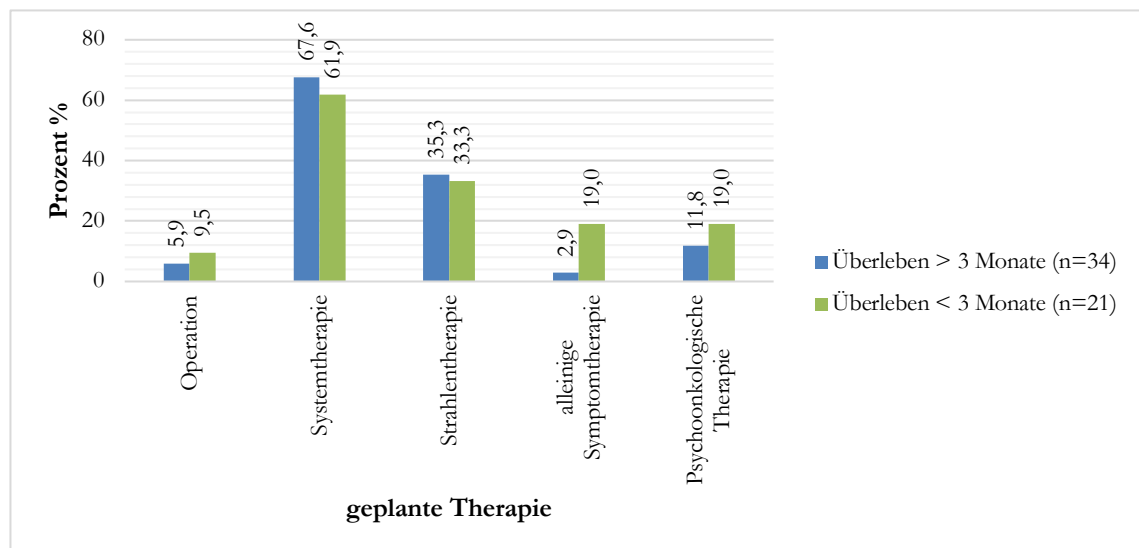 Prozent %
80
60
40
20
0
5,9
9,5
67,6
61,9
35,3
33,3
2,9
19,0
11,8
19,0
Operation
Systemtherapie
Strahlentherapie
alleinige
Symptomtherapie
Psychoonkologische
Therapie
geplante Therapie
Überleben > 3 Monate (n=34)
Überleben < 3 Monate (n=21)